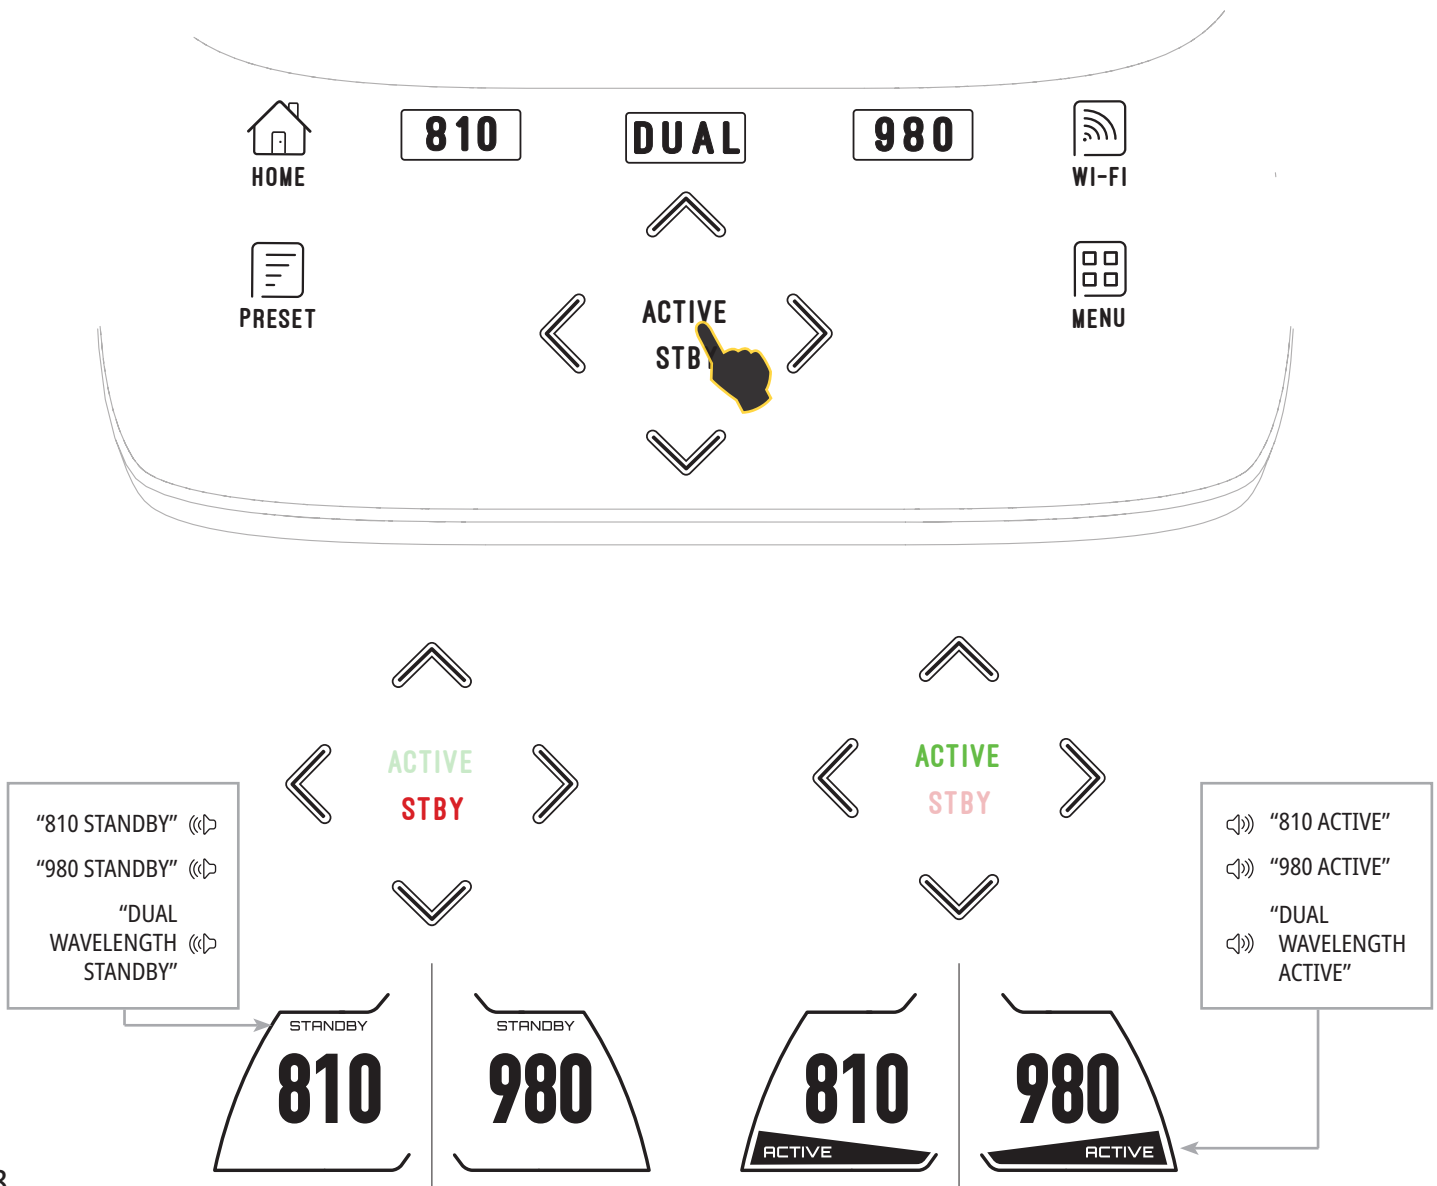 810 DUAL 980
HOME WI-FI
PRESET MENU
ACTIVE
STB
ACTIVE
STBY
ACTIVE
STBY
“810 STANDBY”
“980 STANDBY”
“DUAL
WAVELENGTH
STANDBY”
“810 ACTIVE”
“980 ACTIVE”
“DUAL
WAVELENGTH
ACTIVE”
STANDBY STANDBY
810 980
810 980
ACTIVE ACTIVE